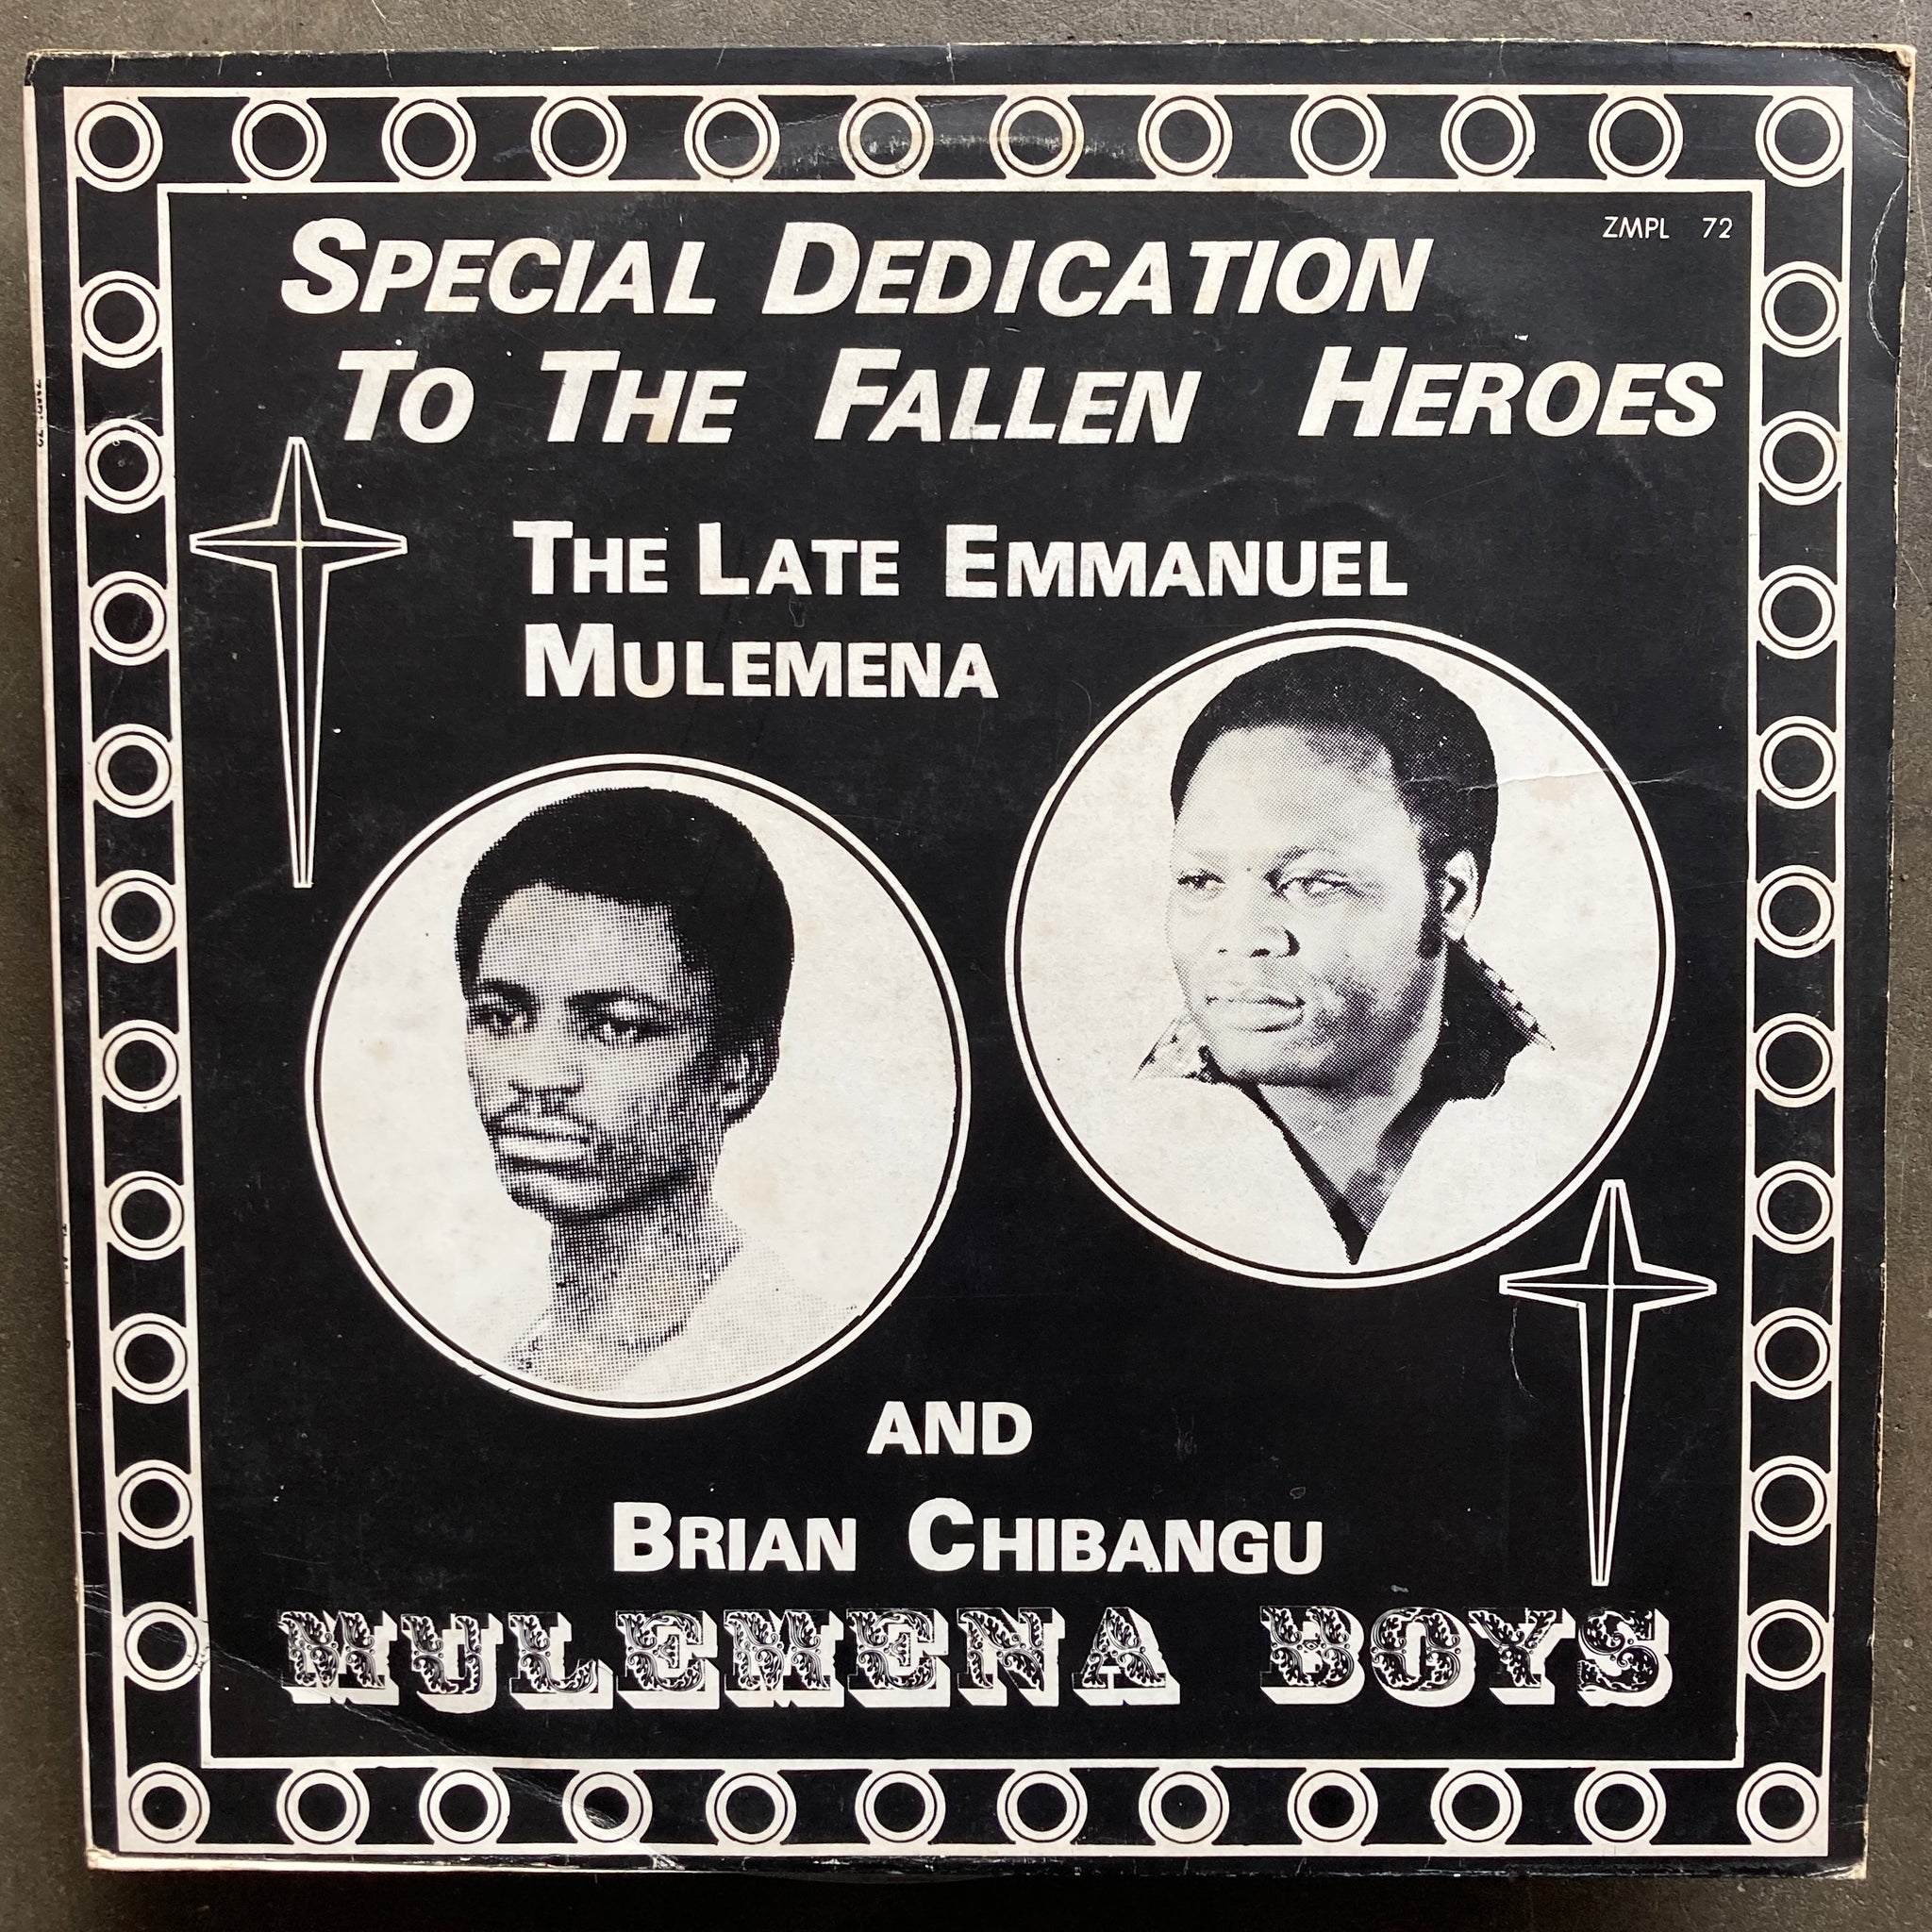 ZMPL 72
SPECIAL DEDICATION
TO THE FALLEN HEROES
THE LATE EMMANUEL
MULEMENA
AND
BRIAN CHIBANGU
MULEMENA BOYS